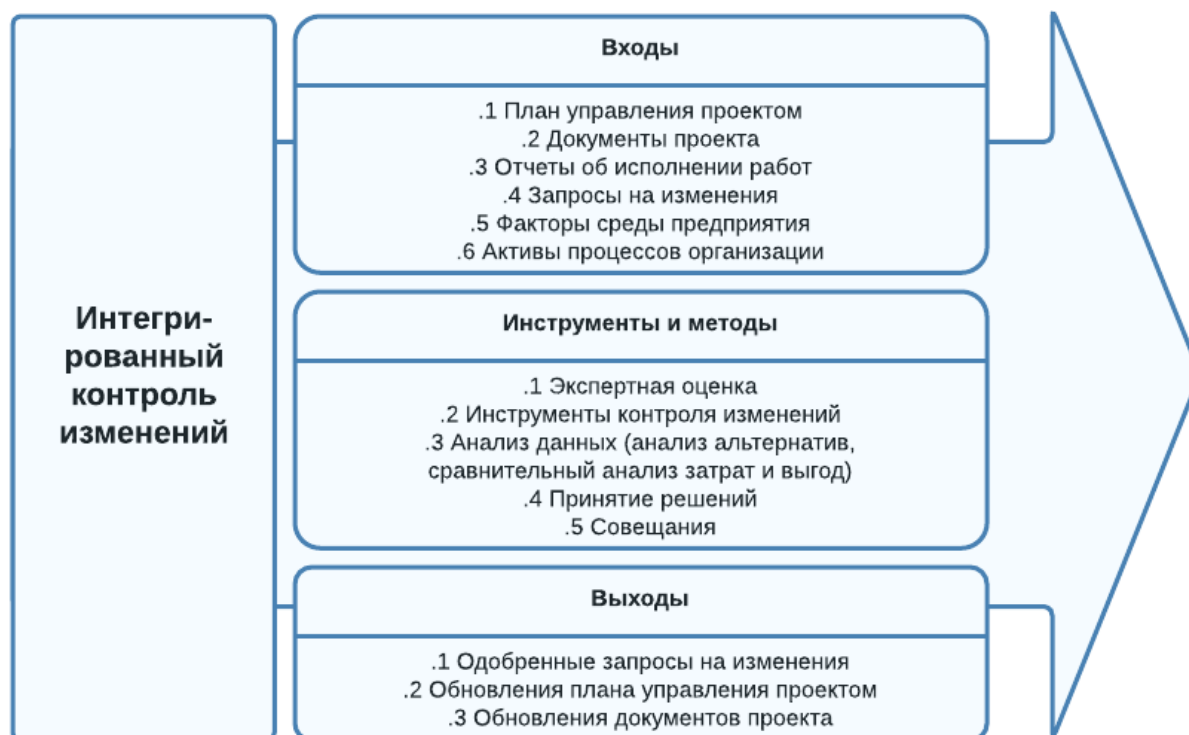 Интегри-
рованный
контроль
изменений
Входы
.1 План управления проектом
.2 Документы проекта
.3 Отчеты об исполнении работ
.4 Запросы на изменения
.5 Факторы среды предприятия
.6 Активы процессов организации
Инструменты и методы
.1 Экспертная оценка
.2 Инструменты контроля изменений
.3 Анализ данных (анализ альтернатив,
сравнительный анализ затрат и выгод)
.4 Принятие решений
.5 Совещания
Выходы
.1 Одобренные запросы на изменения
.2 Обновления плана управления проектом
.3 Обновления документов проекта